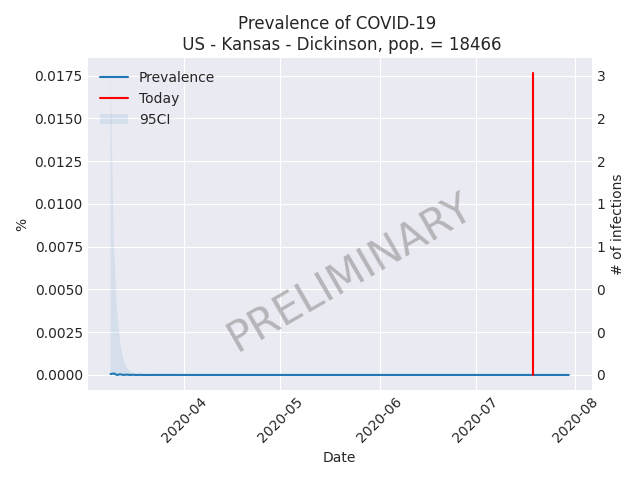 Prevalence of COVID-19
US - Kansas - Dickinson, pop. = 18466
Prevalence
Today
95CI
0.0175
0.0150
0.0125
0.0100
0.0075
0.0050
0.0025
0.0000
%
3
2
2
1
1
0
0
0
# of infections
PRELIMINARY
2020-04
2020-05
2020-06
2020-07
2020-08
Date